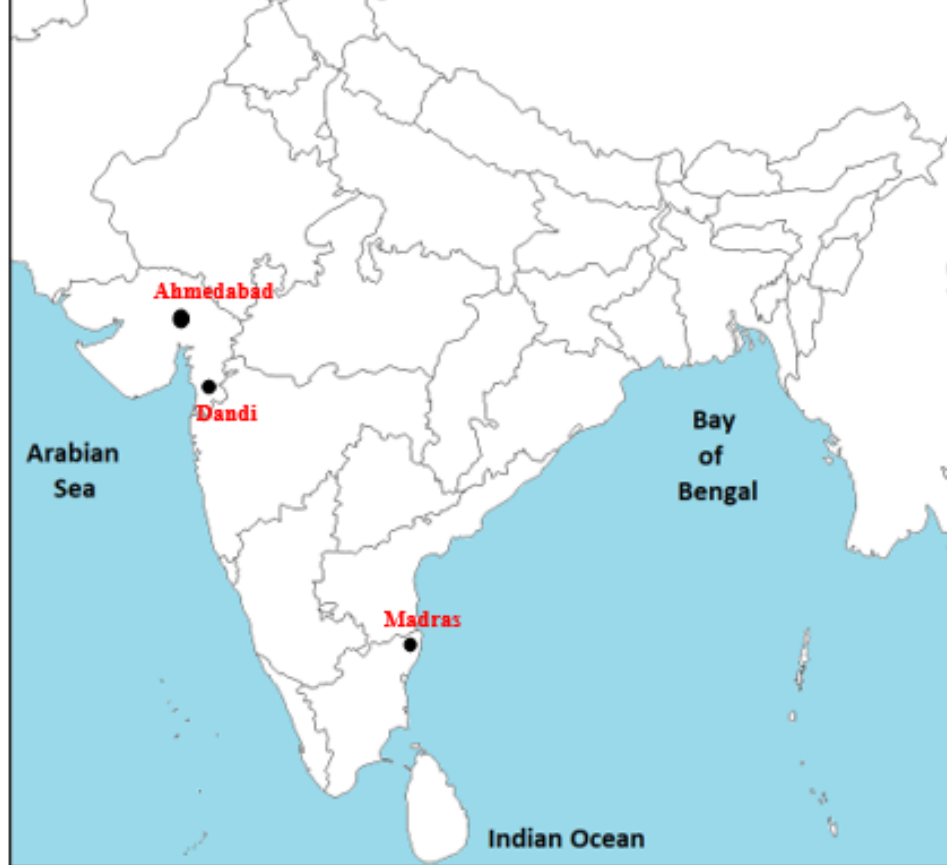 Ahmedabad
Dandi
Arabian
Sea
Bay
of
Bengal
Madras
Indian Ocean